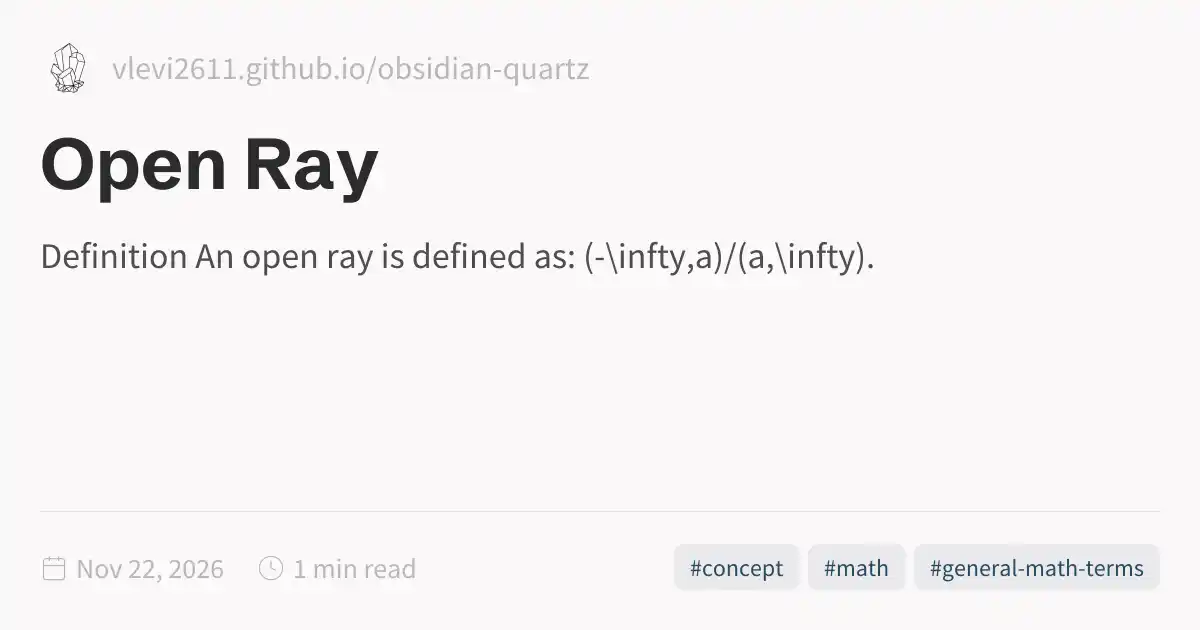 vlevi2611.github.io/obsidian-quartz
Open Ray
Definition An open ray is defined as: (-\infty,a)/(a,\infty).
Nov 22, 2026 1 min read #concept #math #general-math-terms